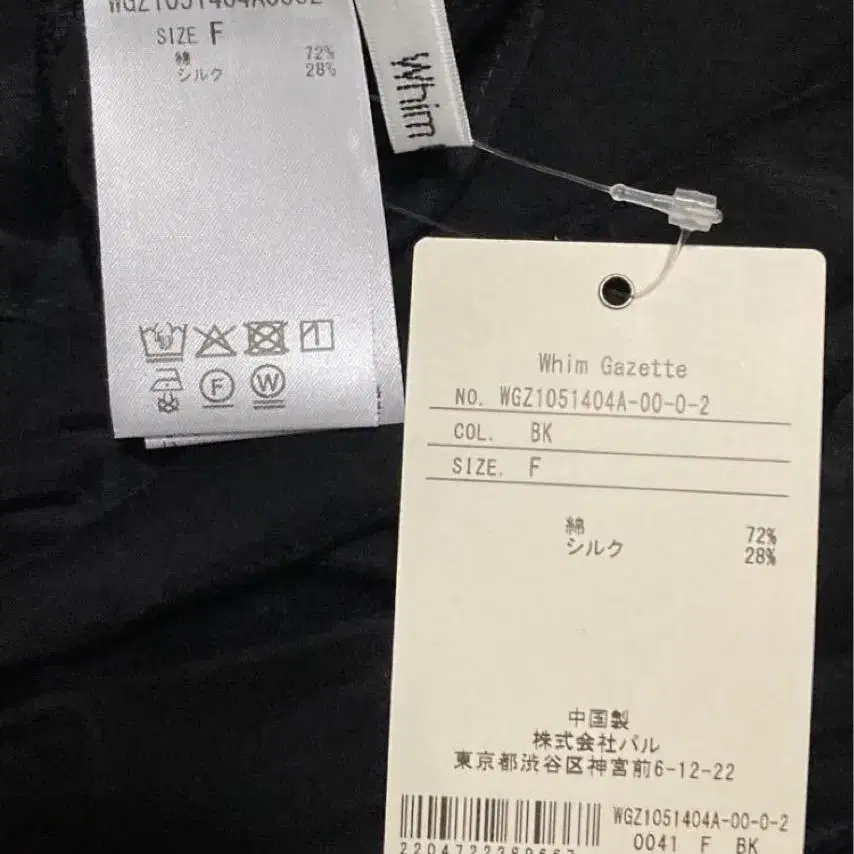 WGZ1051404A0002
SIZE F
綿 72%
シルク 28%
Whim
F
W
Whim Gazette
NO. WGZ1051404A-00-0-2
COL. BK
SIZE. F
綿 72%
シルク 28%
中国製
株式会社バル
東京都渋谷区神宮前6-12-22
WGZ1051404A-00-0-2
0041 F BK